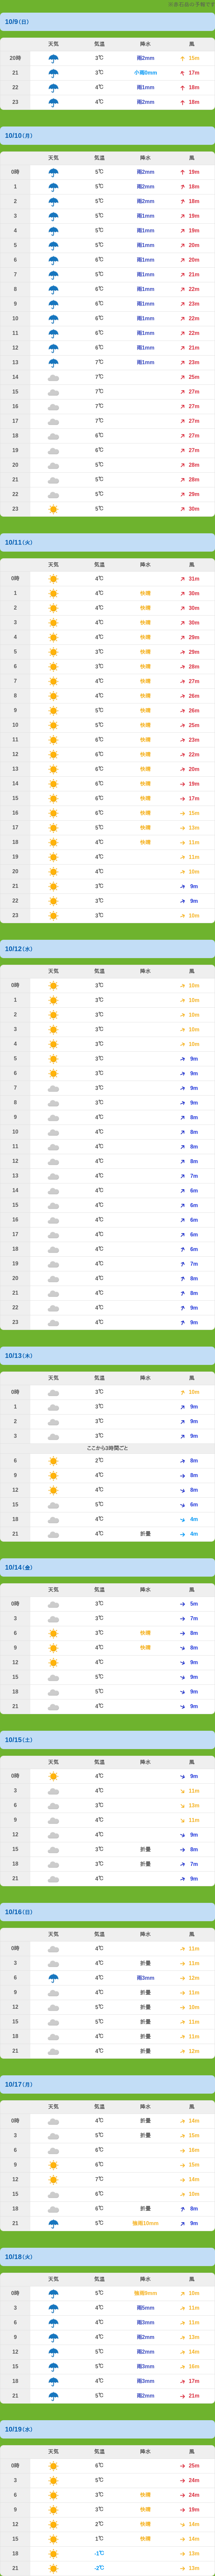 10/9(日)
天気 気温 降水 風
20時 3℃ 雨2mm 15m
21 3℃ 小雨0mm 17m
22 4℃ 雨1mm 18m
23 4℃ 雨2mm 18m
10/10(月)
天気 気温 降水 風
0時 5℃ 雨2mm 19m
1 5℃ 雨2mm 18m
2 5℃ 雨2mm 18m
3 5℃ 雨1mm 19m
4 5℃ 雨1mm 19m
5 5℃ 雨1mm 20m
6 6℃ 雨1mm 20m
7 5℃ 雨1mm 21m
8 6℃ 雨1mm 22m
9 6℃ 雨1mm 23m
10 6℃ 雨1mm 22m
11 6℃ 雨1mm 22m
12 6℃ 雨1mm 21m
13 7℃ 雨1mm 23m
14 7℃ 25m
15 7℃ 27m
16 7℃ 27m
17 7℃ 27m
18 6℃ 27m
19 6℃ 27m
20 5℃ 28m
21 5℃ 28m
22 5℃ 29m
23 5℃ 30m
10/11(火)
天気 気温 降水 風
0時 4℃ 31m
1 4℃ 快晴 30m
2 4℃ 快晴 30m
3 4℃ 快晴 30m
4 4℃ 快晴 29m
5 3℃ 快晴 29m
6 3℃ 快晴 28m
7 4℃ 快晴 27m
8 4℃ 快晴 26m
9 5℃ 快晴 26m
10 5℃ 快晴 25m
11 6℃ 快晴 23m
12 6℃ 快晴 22m
13 6℃ 快晴 20m
14 6℃ 快晴 19m
15 6℃ 快晴 17m
16 6℃ 快晴 15m
17 5℃ 快晴 13m
18 4℃ 快晴 11m
19 4℃ 11m
20 4℃ 10m
21 3℃ 9m
22 3℃ 9m
23 3℃ 10m
10/12(水)
天気 気温 降水 風
0時 3℃ 10m
1 3℃ 10m
2 3℃ 10m
3 3℃ 10m
4 3℃ 10m
5 3℃ 9m
6 3℃ 9m
7 3℃ 9m
8 3℃ 9m
9 4℃ 8m
10 4℃ 8m
11 4℃ 8m
12 4℃ 8m
13 4℃ 7m
14 4℃ 6m
15 4℃ 6m
16 4℃ 6m
17 4℃ 6m
18 4℃ 6m
19 4℃ 7m
20 4℃ 8m
21 4℃ 8m
22 4℃ 9m
23 4℃ 9m
10/13(木)
天気 気温 降水 風
0時 3℃ 10m
1 3℃ 9m
2 3℃ 9m
3 3℃ 9m
ここから3時間ごと
6 2℃ 8m
9 4℃ 8m
12 4℃ 8m
15 5℃ 6m
18 4℃ 4m
21 4℃ 折曇 4m
10/14(金)
天気 気温 降水 風
0時 3℃ 5m
3 3℃ 7m
6 3℃ 快晴 8m
9 4℃ 快晴 8m
12 4℃ 9m
15 5℃ 9m
18 5℃ 9m
21 4℃ 9m
10/15(土)
天気 気温 降水 風
0時 4℃ 9m
3 4℃ 11m
6 3℃ 13m
9 4℃ 11m
12 4℃ 9m
15 3℃ 折曇 8m
18 3℃ 折曇 7m
21 4℃ 9m
10/16(日)
天気 気温 降水 風
0時 4℃ 11m
3 4℃ 折曇 11m
6 4℃ 雨3mm 12m
9 4℃ 折曇 11m
12 5℃ 折曇 10m
15 5℃ 折曇 11m
18 4℃ 折曇 11m
21 4℃ 折曇 12m
10/17(月)
天気 気温 降水 風
0時 4℃ 折曇 14m
3 5℃ 折曇 15m
6 6℃ 16m
9 6℃ 15m
12 7℃ 14m
15 6℃ 10m
18 6℃ 折曇 8m
21 5℃ 強雨10mm 9m
10/18(火)
天気 気温 降水 風
0時 5℃ 強雨8mm 10m
3 4℃ 雨5mm 11m
6 4℃ 雨3mm 11m
9 4℃ 雨2mm 13m
12 5℃ 雨2mm 14m
15 5℃ 雨3mm 16m
18 4℃ 雨3mm 17m
21 5℃ 雨2mm 21m
10/19(水)
天気 気温 降水 風
0時 6℃ 25m
3 5℃ 24m
6 3℃ 快晴 24m
9 3℃ 快晴 19m
12 2℃ 快晴 14m
15 1℃ 快晴 14m
18 -1℃ 13m
21 -2℃ 13m